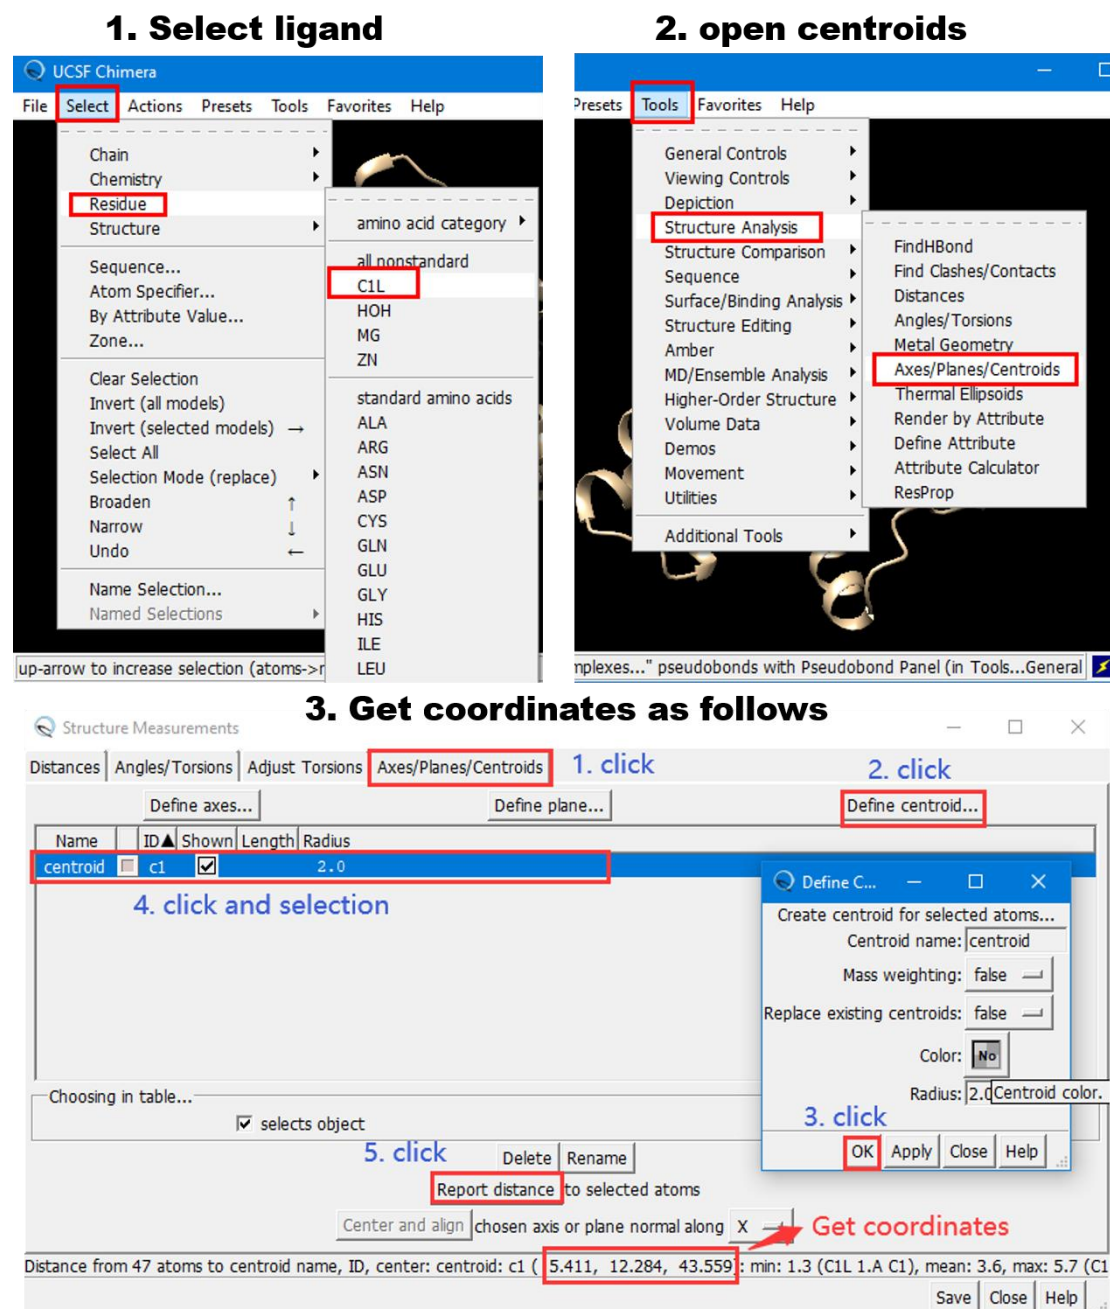 1. Select ligand
2. open centroids
UCSF Chimera
File Select Actions Presets Tools Favorites Help
Chain
Chemistry
Residue
Structure
Sequence...
Atom Specifier...
By Attribute Value...
Zone...
Clear Selection
Invert (all models)
Invert (selected models) →
Select All
Selection Mode (replace)
Broaden ↑
Narrow ↓
Undo ←
Name Selection...
Named Selections
amino acid category
all nonstandard
C1L
HOH
MG
ZN
standard amino acids
ALA
ARG
ASN
ASP
CYS
GLN
GLU
GLY
HIS
ILE
LEU
up-arrow to increase selection (atoms->r
Presets Tools Favorites Help
General Controls
Viewing Controls
Depiction
Structure Analysis
Structure Comparison
Sequence
Surface/Binding Analysis
Structure Editing
Amber
MD/Ensemble Analysis
Higher-Order Structure
Volume Data
Demos
Movement
Utilities
Additional Tools
FindHBond
Find Clashes/Contacts
Distances
Angles/Torsions
Metal Geometry
Axes/Planes/Centroids
Thermal Ellipsoids
Render by Attribute
Define Attribute
Attribute Calculator
ResProp
mplexes..." pseudobonds with Pseudobond Panel (in Tools...General
3. Get coordinates as follows
Structure Measurements
Distances Angles/Torsions Adjust Torsions Axes/Planes/Centroids 1. click
2. click
Define axes... Define plane... Define centroid...
Name ID▲ Shown Length Radius
centroid c1 2.0
4. click and selection
Define C...
Create centroid for selected atoms...
Centroid name: centroid
Mass weighting: false
Replace existing centroids: false
Color: No
Radius: 2.0 Centroid color.
3. click
OK Apply Close Help
Choosing in table...
selects object
5. click
Delete Rename
Report distance to selected atoms
Center and align chosen axis or plane normal along X
Get coordinates
Distance from 47 atoms to centroid name, ID, center: centroid: c1 ( 5.411, 12.284, 43.559): min: 1.3 (C1L 1.A C1), mean: 3.6, max: 5.7 (C1
Save Close Help